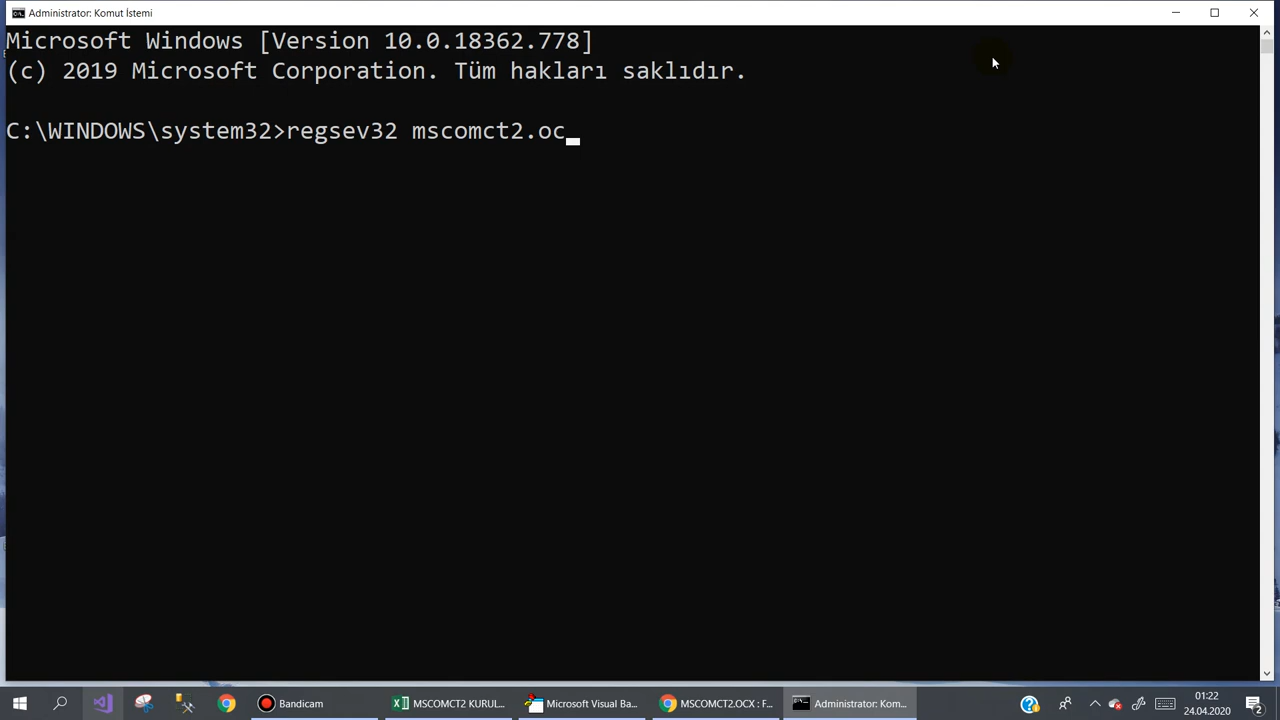 Administrator: Komut İstemi
Microsoft Windows [Version 10.0.18362.778]
(c) 2019 Microsoft Corporation. Tüm hakları saklıdır.
C:\WINDOWS\system32>regsev32 mscomct2.oc
Bandicam
MSCOMCT2 KURUL...
Microsoft Visual Ba...
MSCOMCT2.OCX : F...
Administrator: Kom...
01:22
24.04.2020
2